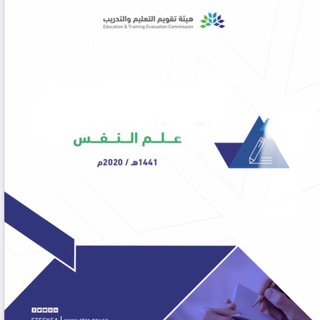 هيئة تقويم التعليم والتدريب
Education & Training Evaluation Commission
علم النفس
1441هـ / 2020م